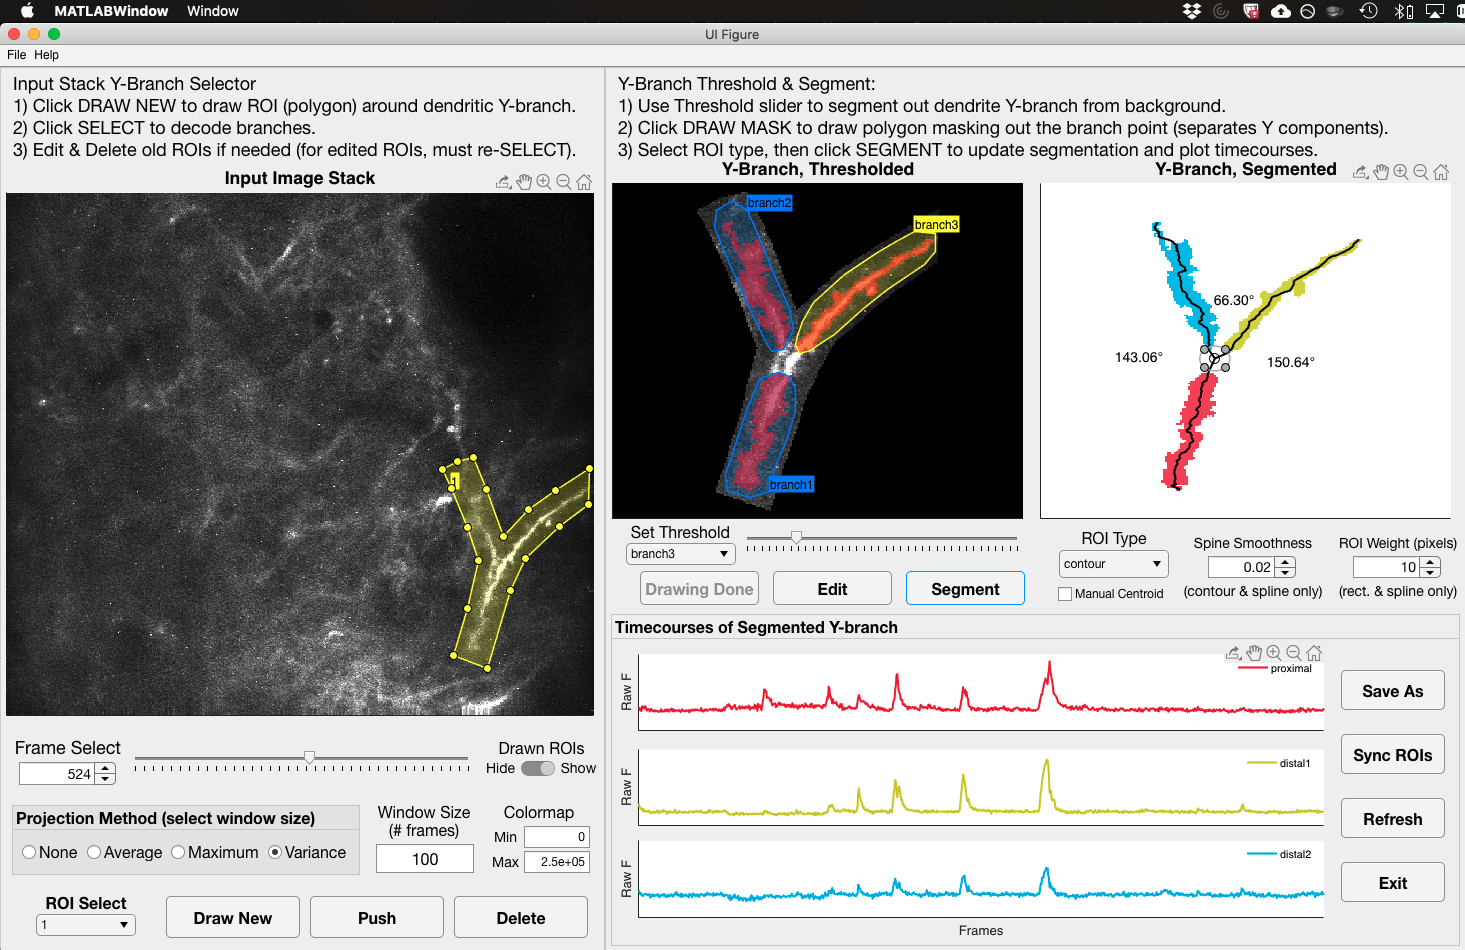 MATLABWindow Window
UI Figure
File Help
Input Stack Y-Branch Selector
1) Click DRAW NEW to draw ROI (polygon) around dendritic Y-branch.
2) Click SELECT to decode branches.
3) Edit & Delete old ROIs if needed (for edited ROIs, must re-SELECT).
Input Image Stack
1
Frame Select
524
Drawn ROIs
Hide Show
Projection Method (select window size)
None Average Maximum Variance
Window Size
(# frames)
100
Colormap
Min 0
Max 2.5e+05
ROI Select
1
Draw New Push Delete
Y-Branch Threshold & Segment:
1) Use Threshold slider to segment out dendrite Y-branch from background.
2) Click DRAW MASK to draw polygon masking out the branch point (separates Y components).
3) Select ROI type, then click SEGMENT to update segmentation and plot timecourses.
Y-Branch, Thresholded
branch2
branch3
branch1
Y-Branch, Segmented
66.30°
143.06°
150.64°
Set Threshold
branch3
Drawing Done Edit Segment
ROI Type
contour
Manual Centroid
Spine Smoothness
0.02
(contour & spline only)
ROI Weight (pixels)
10
(rect. & spline only)
Timecourses of Segmented Y-branch
Raw F
proximal
Raw F
distal1
Raw F
distal2
Frames
Save As
Sync ROIs
Refresh
Exit